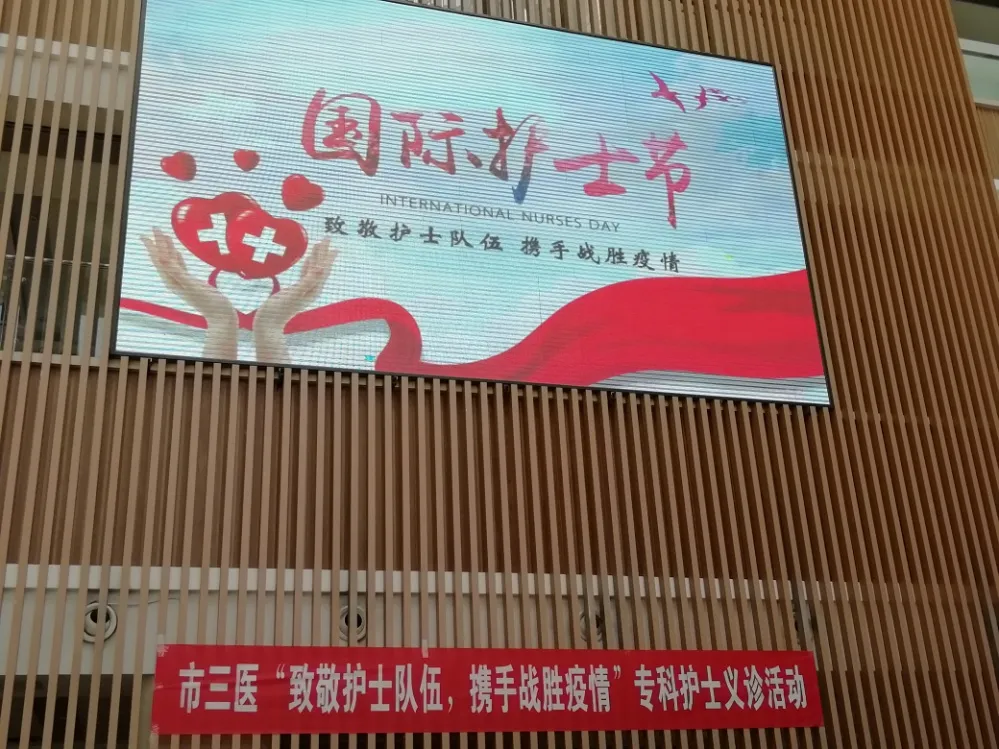 国际护士节
INTERNATIONAL NURSES DAY
致敬护士队伍 携手战胜疫情
市三医“致敬护士队伍，携手战胜疫情”专科护士义诊活动